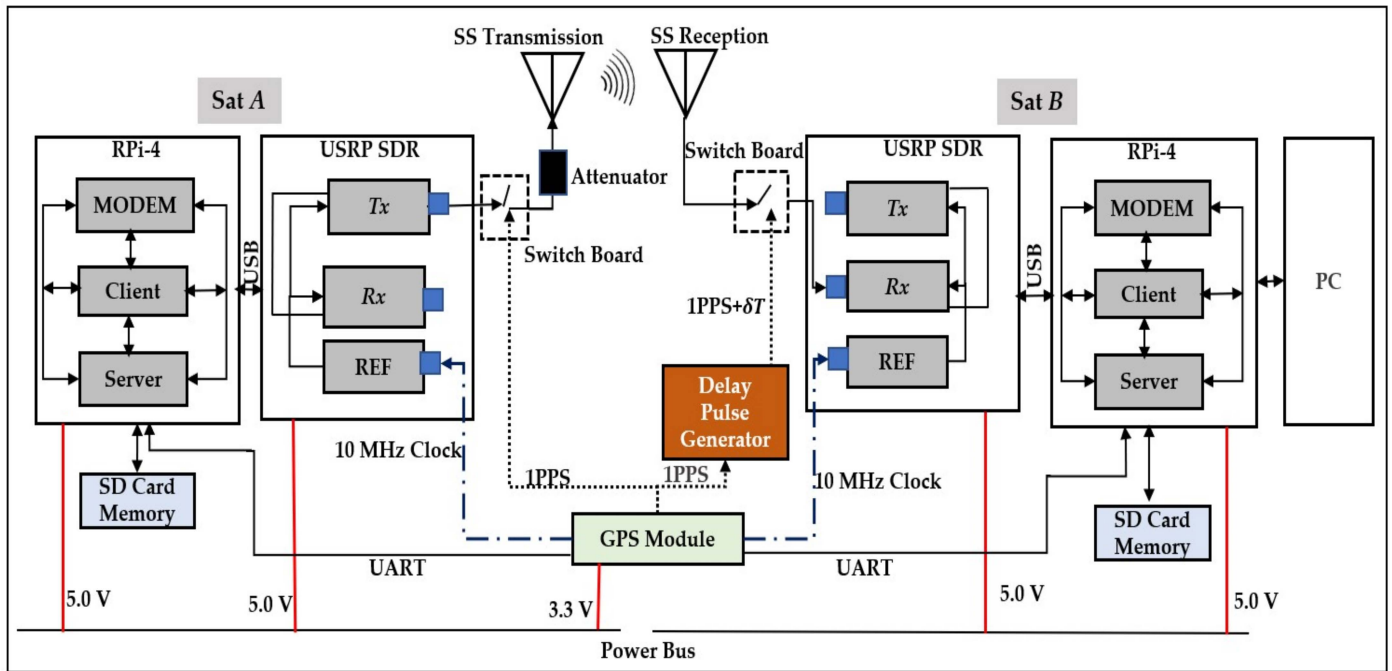 SS Transmission
SS Reception
Sat A
Sat B
RPi-4
USRP SDR
Switch Board
USRP SDR
RPi-4
Attenuator
MODEM
Tx
Tx
MODEM
Switch Board
USB
USB
Client
Rx
1PPS+δT
Rx
Client
PC
Server
REF
REF
Server
Delay
Pulse
Generator
10 MHz Clock
1PPS
1PPS
10 MHz Clock
SD Card
Memory
SD Card
Memory
GPS Module
UART
UART
5.0 V
5.0 V
3.3 V
5.0 V
5.0 V
Power Bus